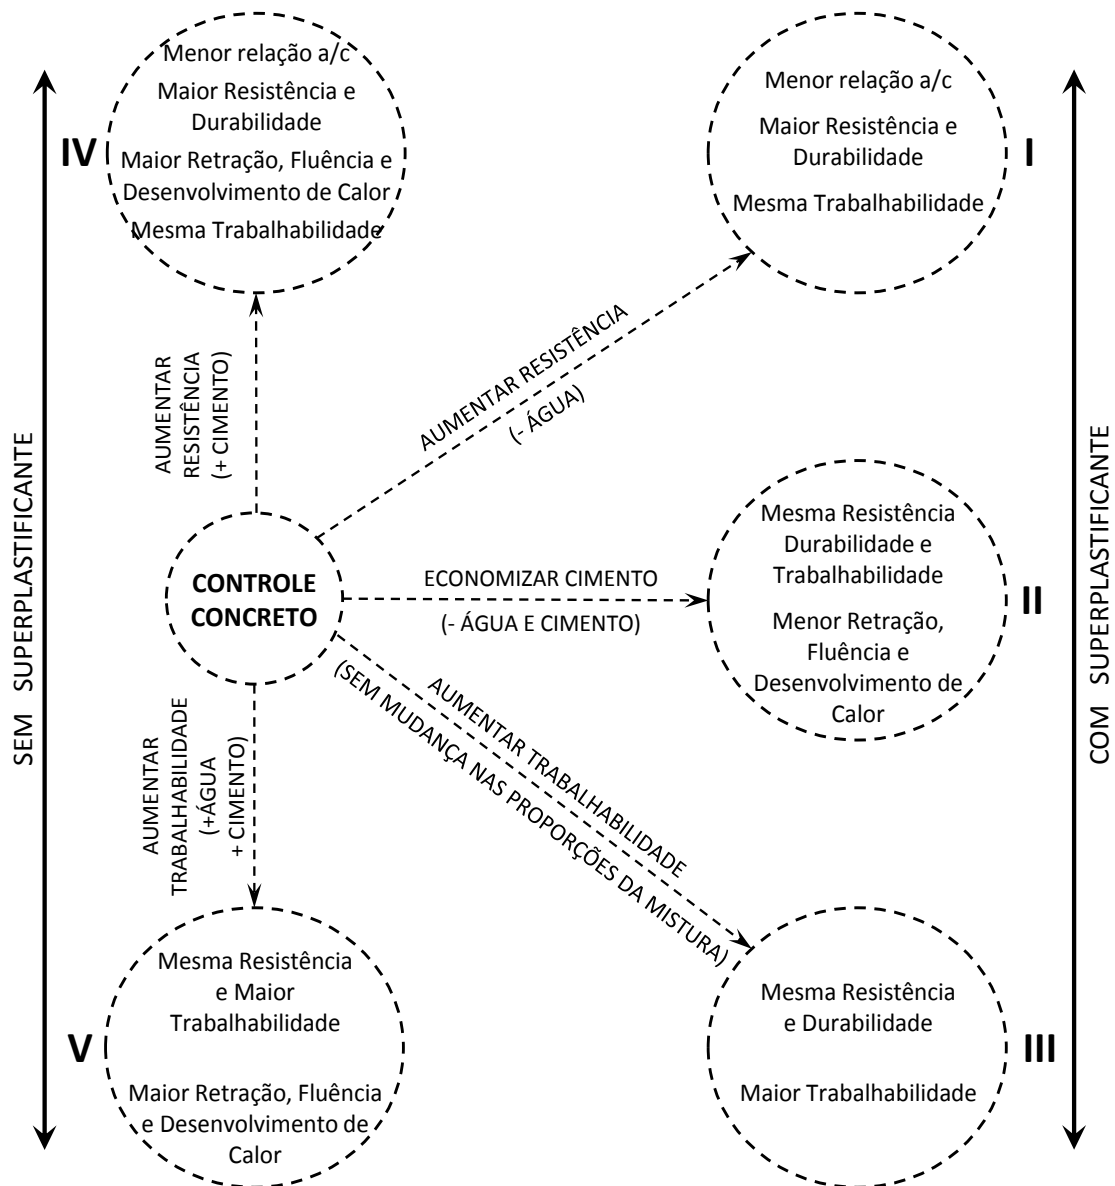 Menor relação a/c
Maior Resistência e
Durabilidade
Maior Retração, Fluência e
Desenvolvimento de Calor
Mesma Trabalhabilidade
IV
Menor relação a/c
Maior Resistência e
Durabilidade
Mesma Trabalhabilidade
I
AUMENTAR
RESISTÊNCIA
(+ CIMENTO)
AUMENTAR RESISTÊNCIA
(- ÁGUA)
SEM SUPERPLASTIFICANTE
COM SUPERPLASTIFICANTE
CONTROLE
CONCRETO
ECONOMIZAR CIMENTO
(- ÁGUA E CIMENTO)
Mesma Resistência
Durabilidade e
Trabalhabilidade
Menor Retração,
Fluência e
Desenvolvimento de
Calor
II
AUMENTAR
TRABALHABILIDADE
(+ÁGUA
+ CIMENTO)
AUMENTAR TRABALHABILIDADE
(SEM MUDANÇA NAS PROPORÇÕES DA MISTURA)
Mesma Resistência
e Maior
Trabalhabilidade
Maior Retração, Fluência
e Desenvolvimento de
Calor
V
Mesma Resistência
e Durabilidade
Maior Trabalhabilidade
III